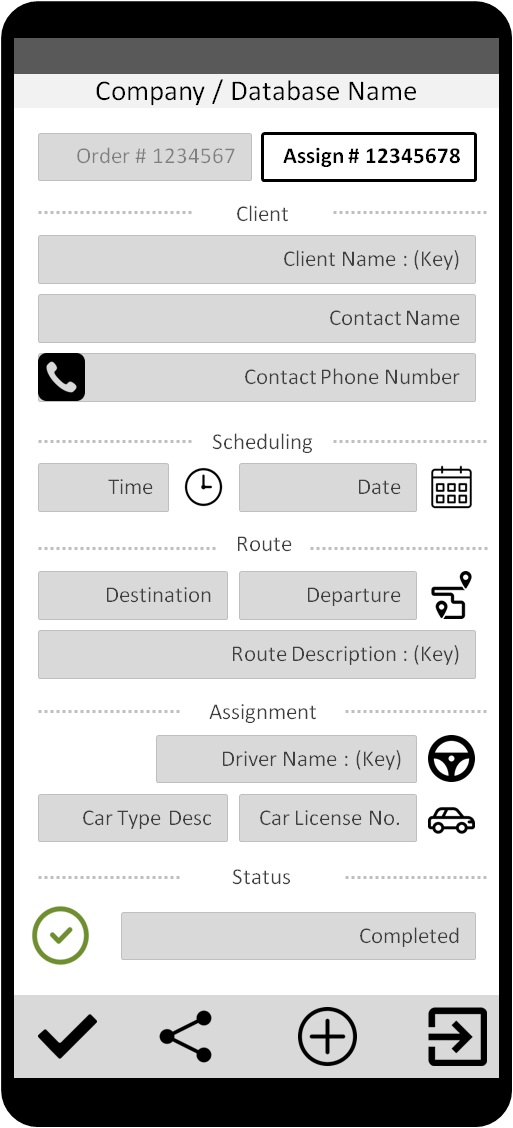 Company / Database Name
Order # 1234567
Assign # 12345678
Client
Client Name : (Key)
Contact Name
Contact Phone Number
Scheduling
Time
Date
Route
Destination
Departure
Route Description : (Key)
Assignment
Driver Name : (Key)
Car Type Desc
Car License No.
Status
Completed